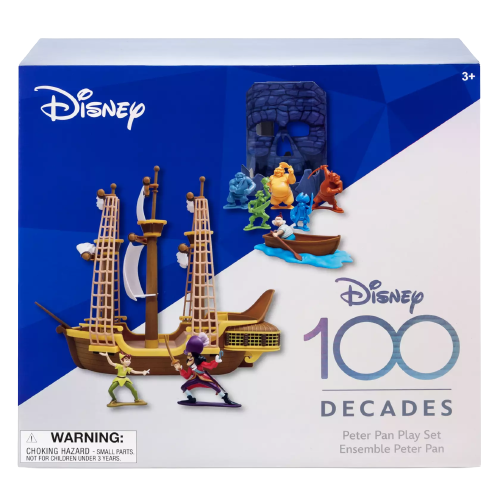 Disney
3+
Disney
100
DECADES
Peter Pan Play Set
Ensemble Peter Pan
WARNING:
CHOKING HAZARD - SMALL PARTS.
NOT FOR CHILDREN UNDER 3 YEARS.